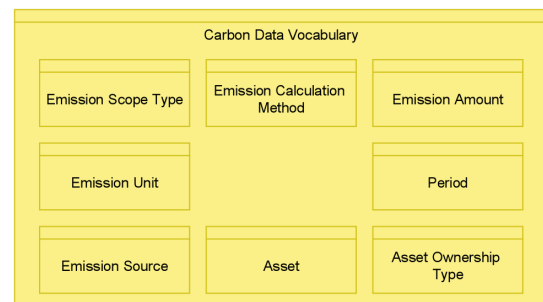 Carbon Data Vocabulary
Emission Scope Type
Emission Calculation
Method
Emission Amount
Emission Unit
Period
Emission Source
Asset
Asset Ownership
Type